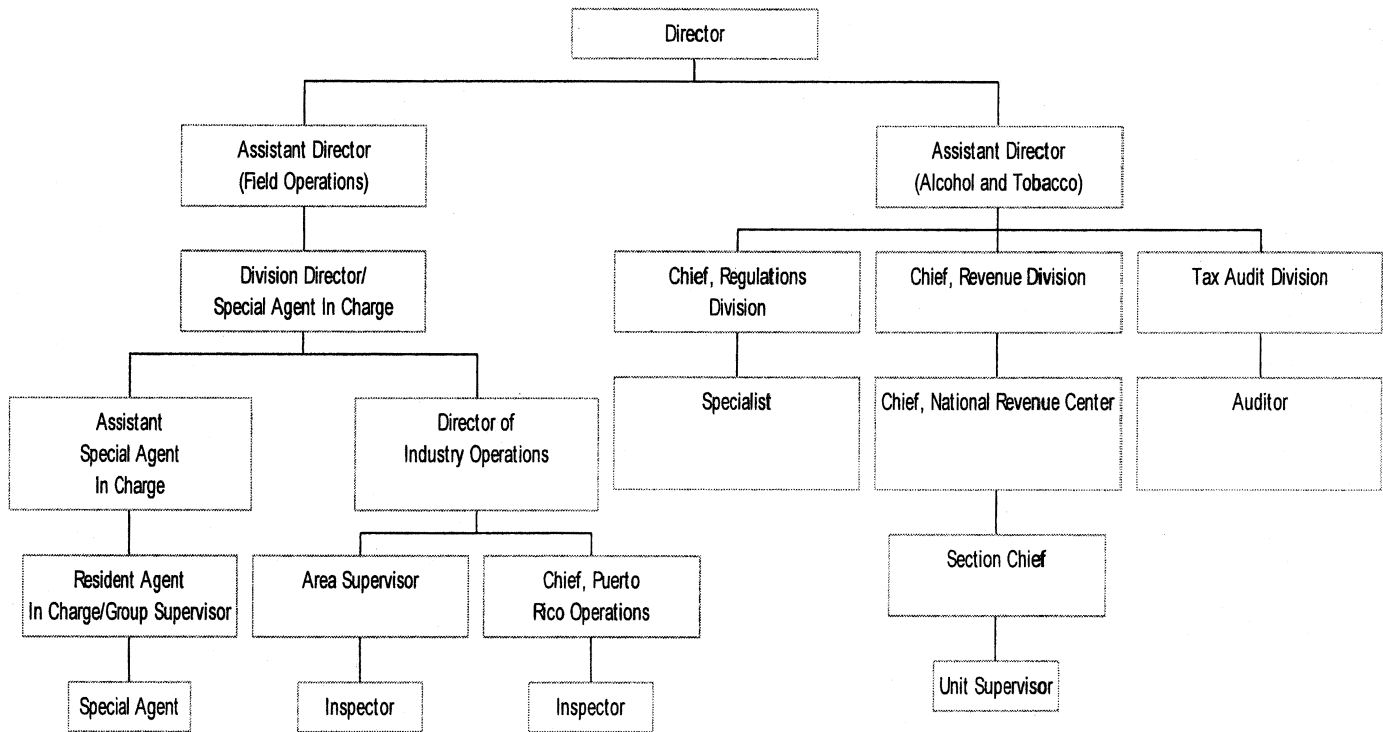 Director
Assistant Director
(Field Operations)
Assistant Director
(Alcohol and Tobacco)
Division Director/
Special Agent In Charge
Chief, Regulations
Division
Chief, Revenue Division
Tax Audit Division
Assistant
Special Agent
In Charge
Director of
Industry Operations
Specialist
Chief, National Revenue Center
Auditor
Resident Agent
In Charge/Group Supervisor
Area Supervisor
Chief, Puerto
Rico Operations
Section Chief
Special Agent
Inspector
Inspector
Unit Supervisor